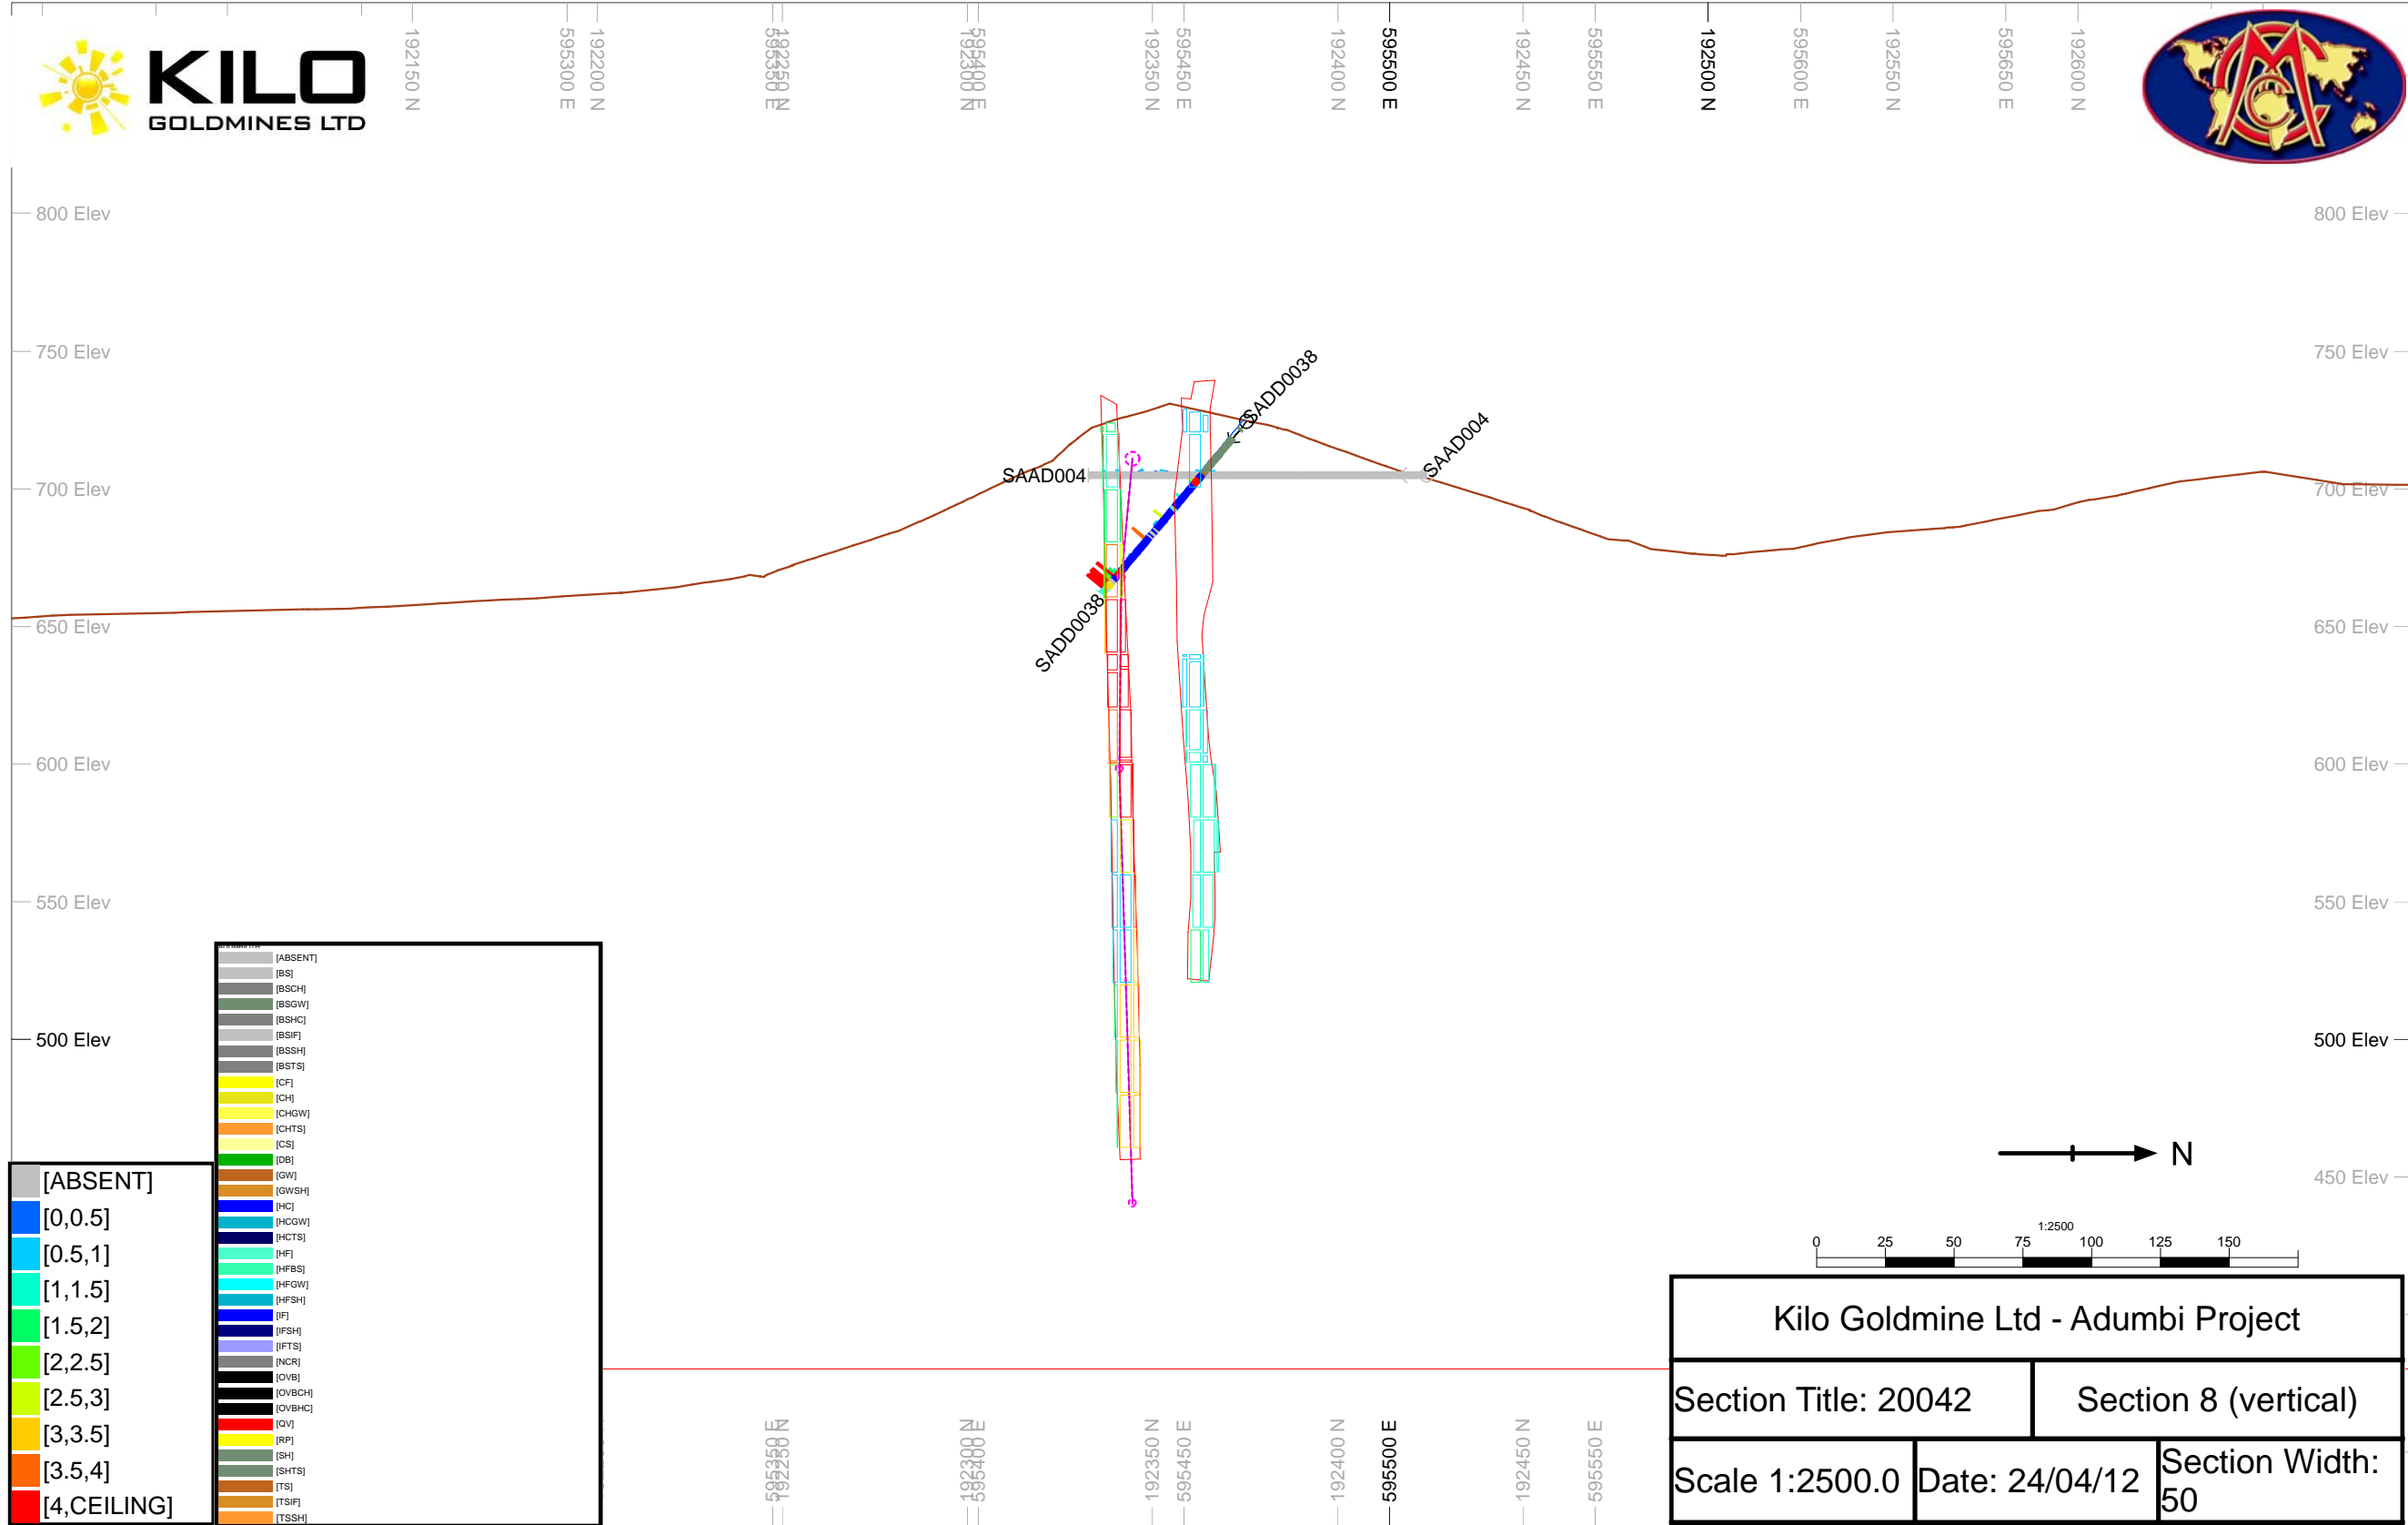 KILO
GOLDMINES LTD
192150 N
595300 E
192200 N
595350 E
192250 N
192300 N
595400 E
192350 N
595450 E
192400 N
595500 E
192450 N
595550 E
192500 N
595600 E
192550 N
595650 E
192600 N
800 Elev
800 Elev
750 Elev
750 Elev
700 Elev
700 Elev
650 Elev
650 Elev
600 Elev
600 Elev
550 Elev
550 Elev
500 Elev
500 Elev
450 Elev
SADD0038
SAAD004
SAAD004
SADD0038
[ABSENT]
[0,0.5]
[0.5,1]
[1,1.5]
[1.5,2]
[2,2.5]
[2.5,3]
[3,3.5]
[3.5,4]
[4,CEILING]
[ABSENT]
[BS]
[BSCH]
[BSGW]
[BSHC]
[BSIF]
[BSSH]
[BSTS]
[CF]
[CH]
[CHGW]
[CHTS]
[CS]
[DB]
[GW]
[GWSH]
[HC]
[HCGW]
[HCTS]
[HF]
[HFBS]
[HFGW]
[HFSH]
[IF]
[IFSH]
[IFTS]
[NCR]
[OVB]
[OVBCH]
[OVBHC]
[QV]
[RP]
[SH]
[SHTS]
[TS]
[TSIF]
[TSSH]
595350 E
192250 N
192300 N
595400 E
192350 N
595450 E
192400 N
595500 E
192450 N
595550 E
N
1:2500
0 25 50 75 100 125 150
Kilo Goldmine Ltd - Adumbi Project
Section Title: 20042
Section 8 (vertical)
Scale 1:2500.0
Date: 24/04/12
Section Width:
50